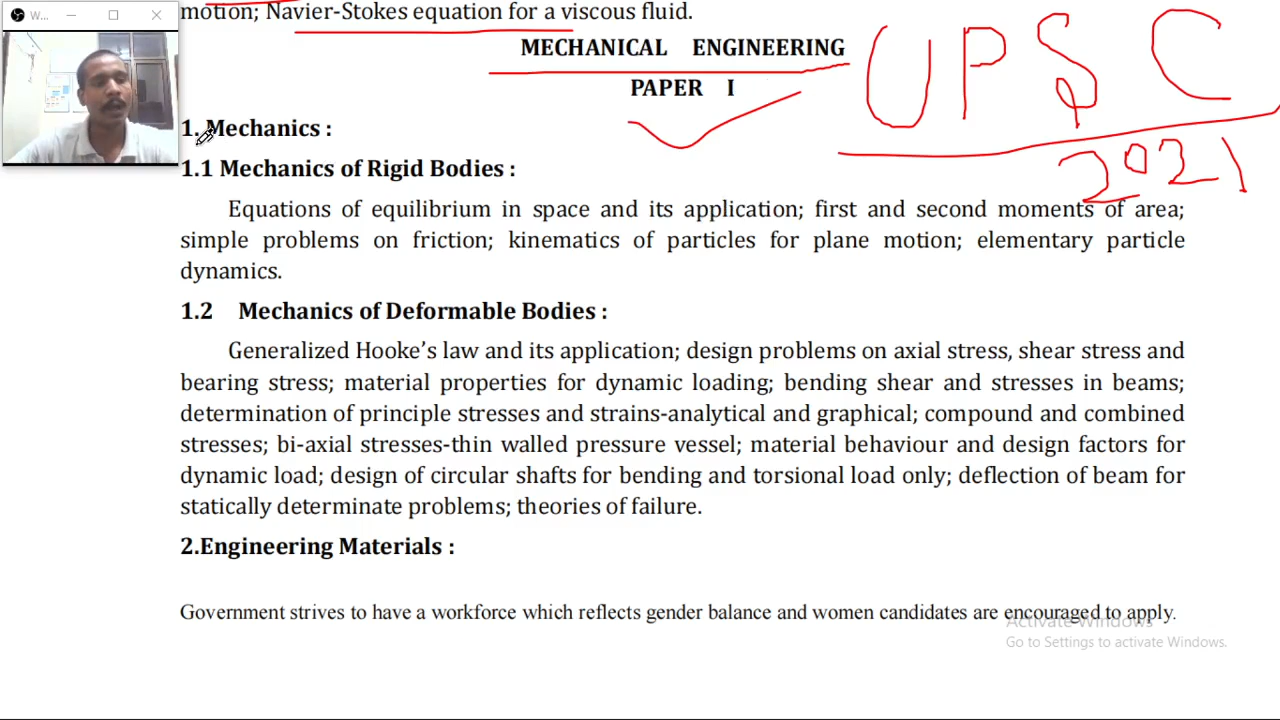 W...
motion; Navier-Stokes equation for a viscous fluid.
MECHANICAL ENGINEERING
PAPER I
UPSC
2021
1. Mechanics :
1.1 Mechanics of Rigid Bodies :
Equations of equilibrium in space and its application; first and second moments of area;
simple problems on friction; kinematics of particles for plane motion; elementary particle
dynamics.
1.2 Mechanics of Deformable Bodies :
Generalized Hooke’s law and its application; design problems on axial stress, shear stress and
bearing stress; material properties for dynamic loading; bending shear and stresses in beams;
determination of principle stresses and strains-analytical and graphical; compound and combined
stresses; bi-axial stresses-thin walled pressure vessel; material behaviour and design factors for
dynamic load; design of circular shafts for bending and torsional load only; deflection of beam for
statically determinate problems; theories of failure.
2.Engineering Materials :
Government strives to have a workforce which reflects gender balance and women candidates are encouraged to apply.
Activate Windows
Go to Settings to activate Windows.